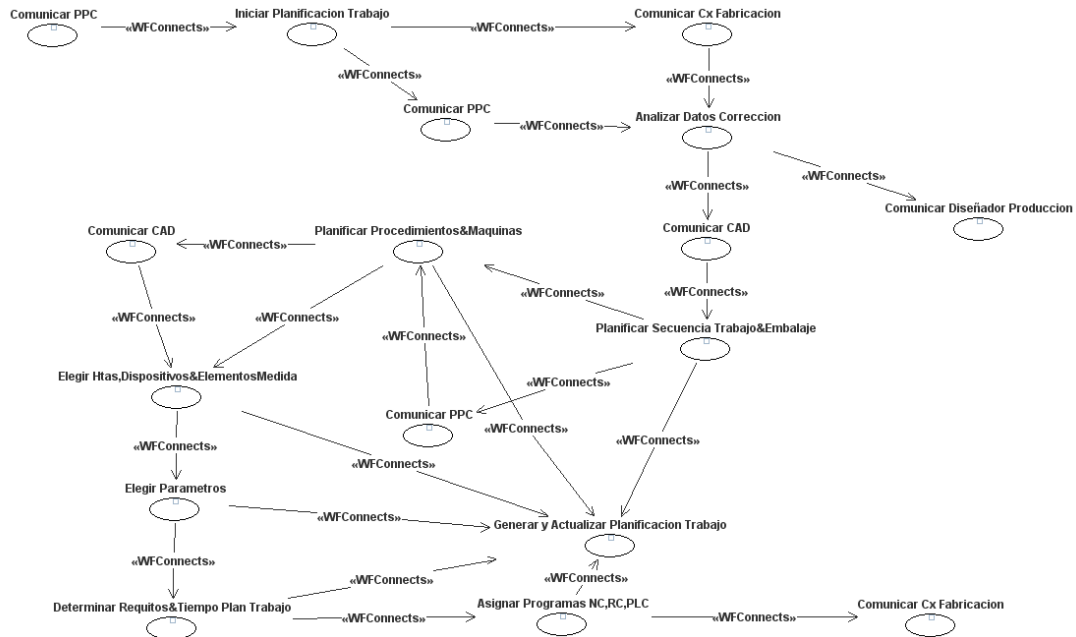 Comunicar PPC
Iniciar Planificacion Trabajo
Comunicar Cx Fabricacion
«WFConnects»
«WFConnects»
«WFConnects»
«WFConnects»
Comunicar PPC
Analizar Datos Correccion
«WFConnects»
«WFConnects»
«WFConnects»
Comunicar Diseñador Produccion
Comunicar CAD
Planificar Procedimientos&Maquinas
Comunicar CAD
«WFConnects»
«WFConnects»
«WFConnects»
«WFConnects»
«WFConnects»
«WFConnects»
Planificar Secuencia Trabajo&Embalaje
Elegir Htas,Dispositivos&ElementosMedida
«WFConnects»
Comunicar PPC
«WFConnects»
«WFConnects»
«WFConnects»
«WFConnects»
Elegir Parametros
«WFConnects»
Generar y Actualizar Planificacion Trabajo
«WFConnects»
«WFConnects»
«WFConnects»
Determinar Requitos&Tiempo Plan Trabajo
Asignar Programas NC,RC,PLC
Comunicar Cx Fabricacion
«WFConnects»
«WFConnects»